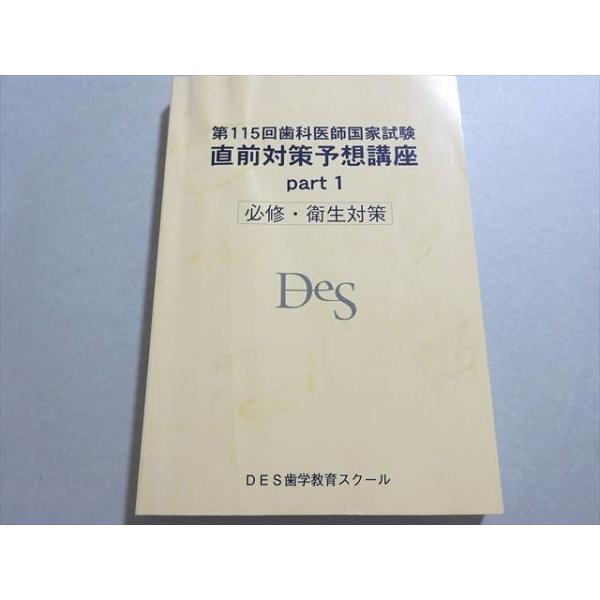 第115回歯科医師国家試験
直前対策予想講座
part 1
必修・衛生対策
DeS
DES歯学教育スクール